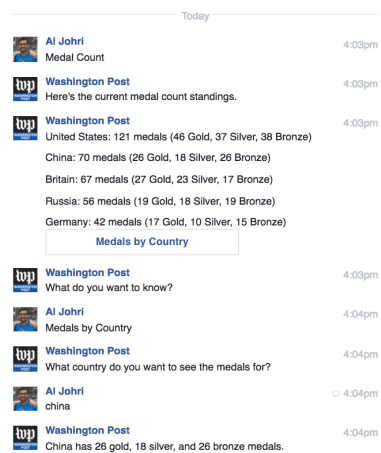 Today
Al Johri 4:03pm
Medal Count
Washington Post 4:03pm
Here's the current medal count standings.
Washington Post 4:03pm
United States: 121 medals (46 Gold, 37 Silver, 38 Bronze)
China: 70 medals (26 Gold, 18 Silver, 26 Bronze)
Britain: 67 medals (27 Gold, 23 Silver, 17 Bronze)
Russia: 56 medals (19 Gold, 18 Silver, 19 Bronze)
Germany: 42 medals (17 Gold, 10 Silver, 15 Bronze)
Medals by Country
Washington Post 4:03pm
What do you want to know?
Al Johri 4:04pm
Medals by Country
Washington Post 4:04pm
What country do you want to see the medals for?
Al Johri 4:04pm
china
Washington Post 4:04pm
China has 26 gold, 18 silver, and 26 bronze medals.